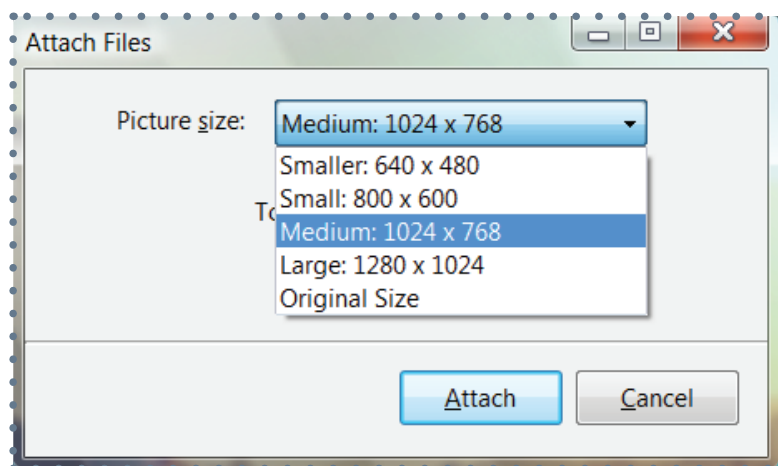 Attach Files
Picture size: Medium: 1024 x 768
Smaller: 640 x 480
Small: 800 x 600
Medium: 1024 x 768
Large: 1280 x 1024
Original Size
Attach Cancel